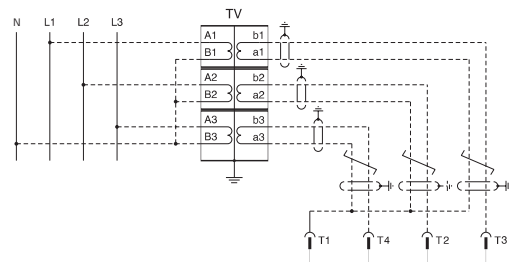 TV
N L1 L2 L3
A1 b1
B1 a1
A2 b2
B2 a2
A3 b3
B3 a3
T1 T4 T2 T3